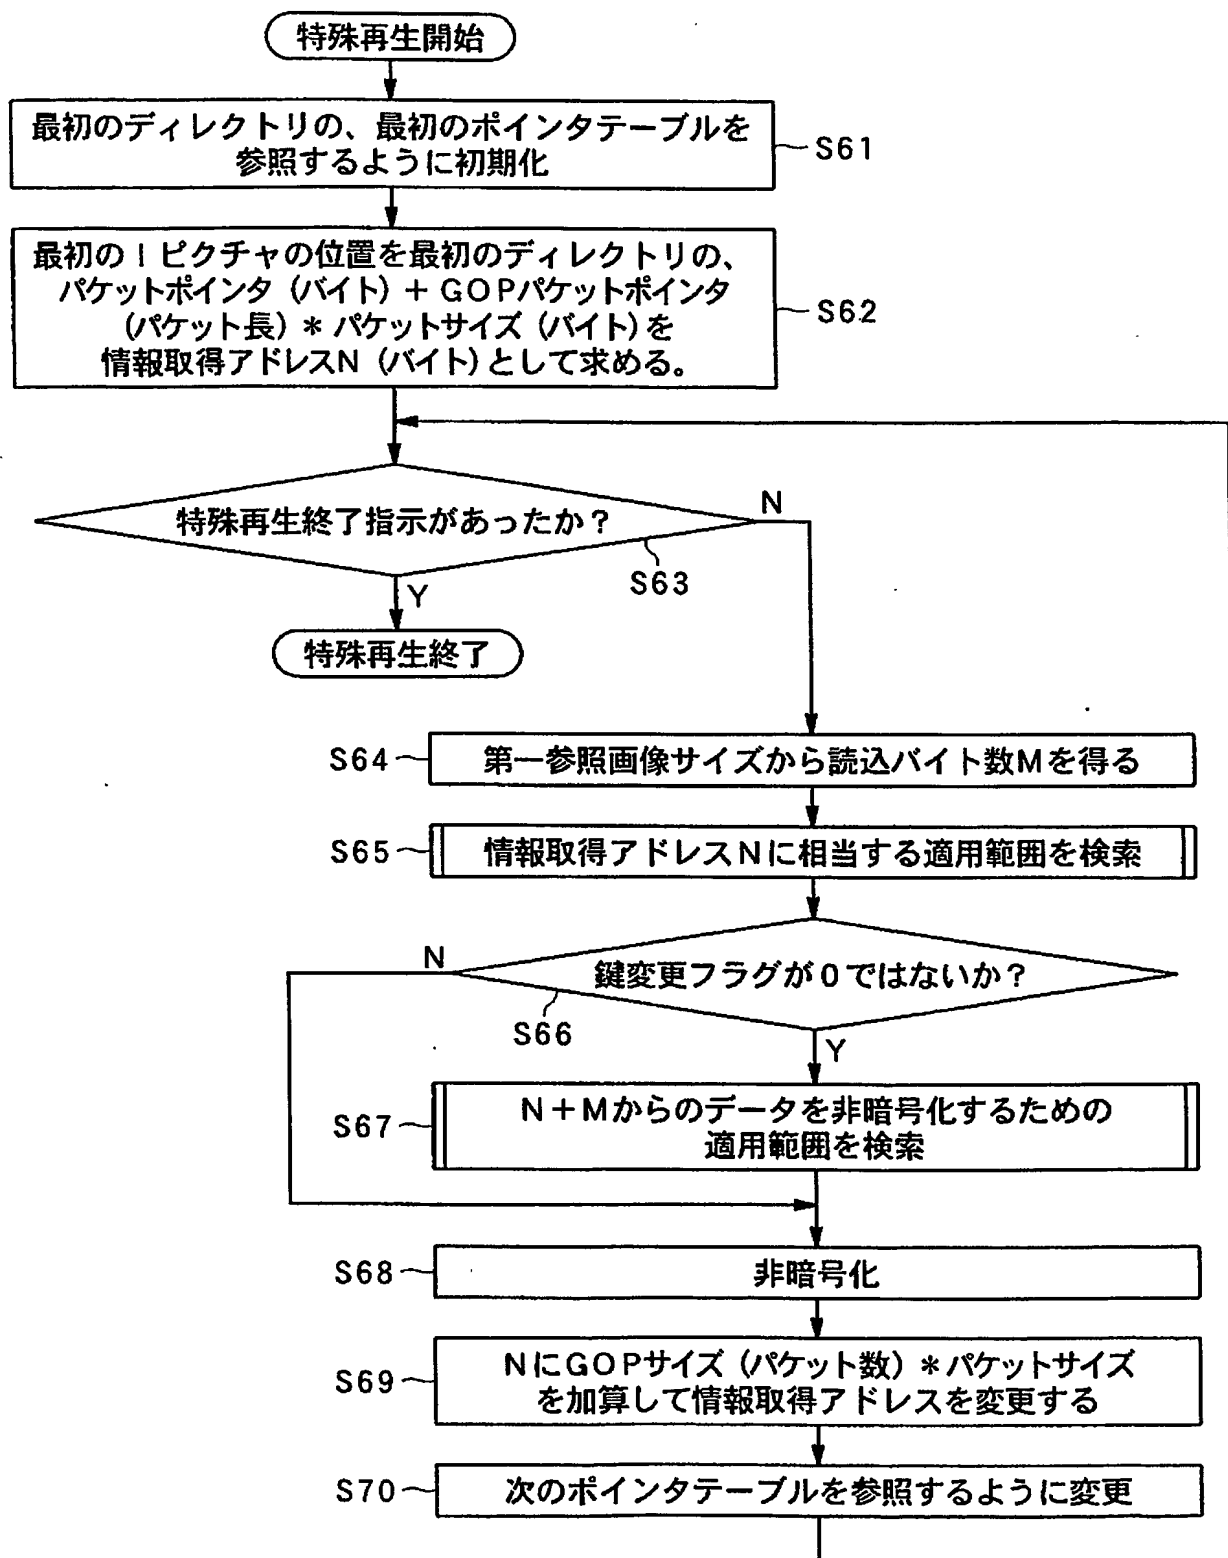 特殊再生開始
最初のディレクトリの、最初のポインタテーブルを
参照するように初期化
S61
最初のIピクチャの位置を最初のディレクトリの、
パケットポインタ(バイト)+GOPパケットポインタ
(パケット長)*パケットサイズ(バイト)を
情報取得アドレスN(バイト)として求める。
S62
特殊再生終了指示があったか?
N
S63
Y
特殊再生終了
S64
第一参照画像サイズから読込バイト数Mを得る
S65
情報取得アドレスNに相当する適用範囲を検索
N
鍵変更フラグが0ではないか?
S66
Y
S67
N+Mからのデータを非暗号化するための
適用範囲を検索
S68
非暗号化
S69
NにGOPサイズ(パケット数)*パケットサイズ
を加算して情報取得アドレスを変更する
S70
次のポインタテーブルを参照するように変更